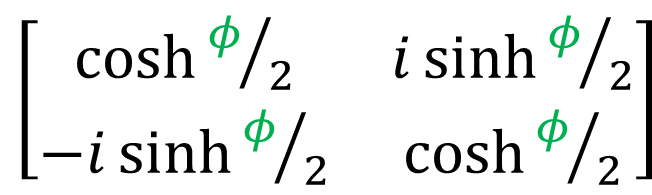 cosh ϕ/2 i sinh ϕ/2
−i sinh ϕ/2 cosh ϕ/2